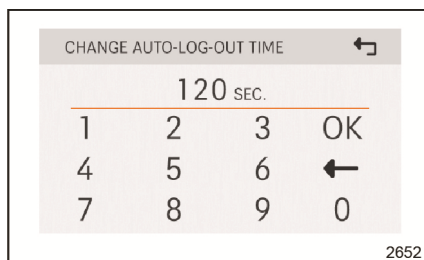 CHANGE AUTO-LOG-OUT TIME
120 SEC.
1 2 3 OK
4 5 6 ←
7 8 9 0
2652